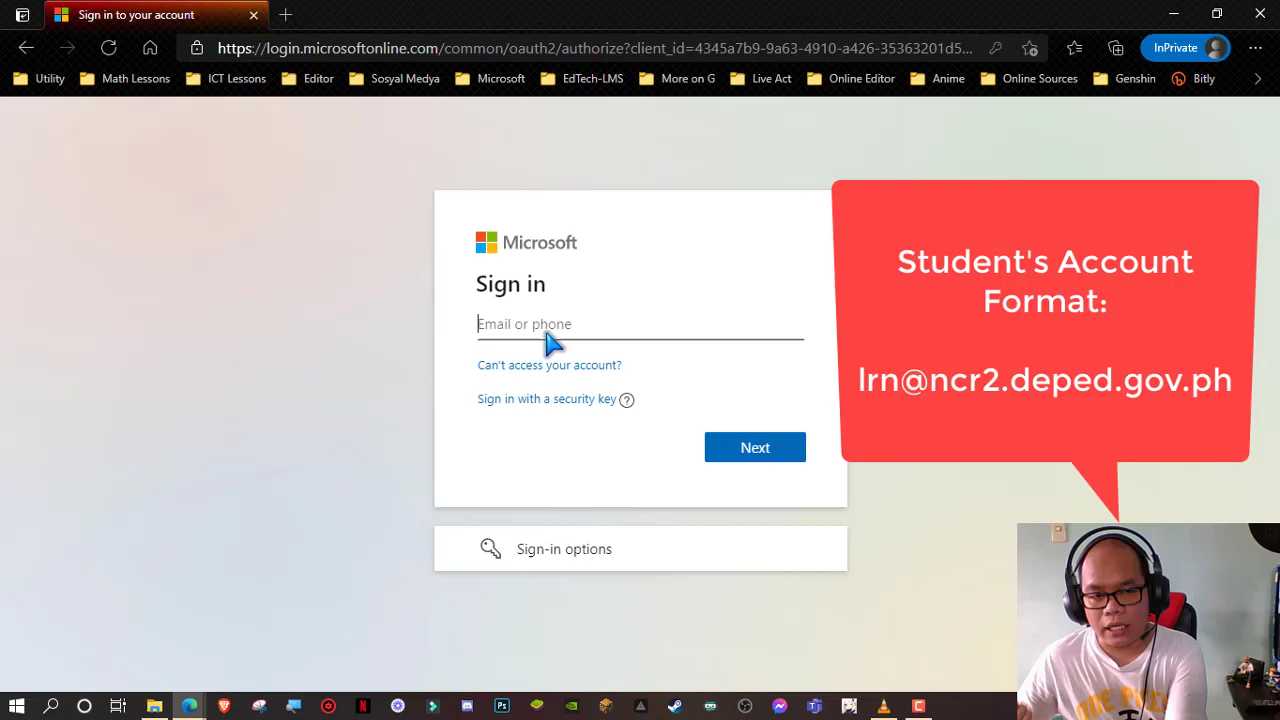 Sign in to your account
https://login.microsoftonline.com/common/oauth2/authorize?client_id=4345a7b9-9a63-4910-a426-35363201d5...
InPrivate
Utility
Math Lessons
ICT Lessons
Editor
Sosyal Medya
Microsoft
EdTech-LMS
More on G
Live Act
Online Editor
Anime
Online Sources
Genshin
Bitly
Microsoft
Sign in
Email or phone
Can't access your account?
Sign in with a security key
Next
Sign-in options
Student's Account
Format:
lrn@ncr2.deped.gov.ph